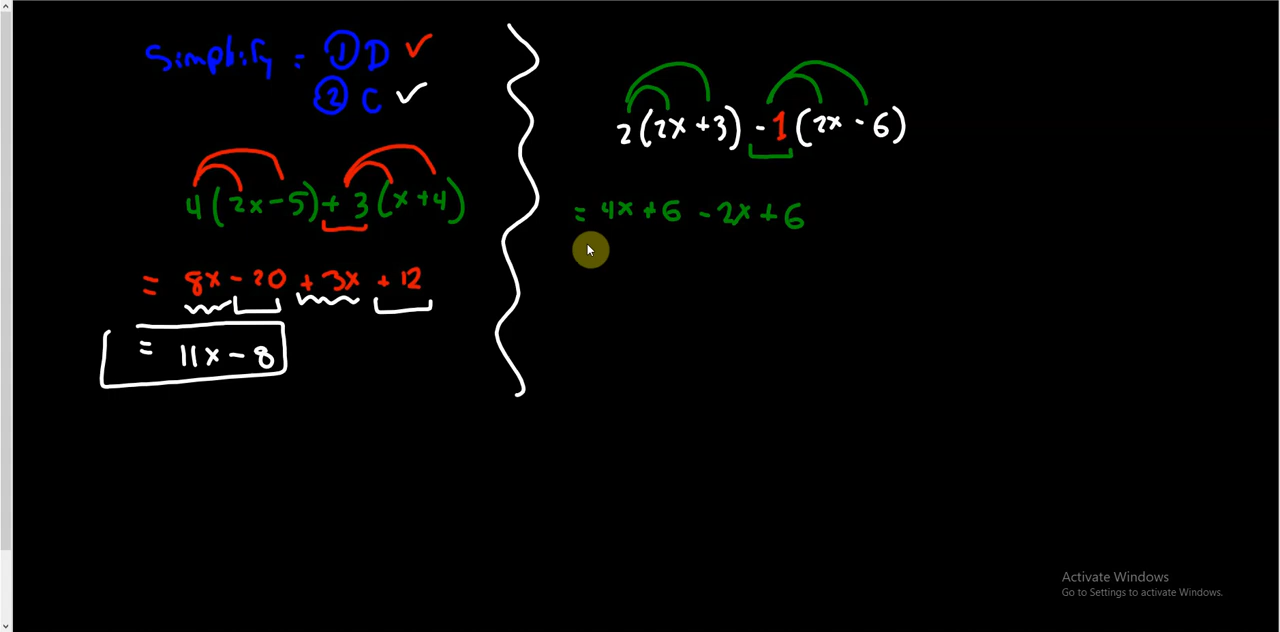 Simplify : ① D ✓
② C ✓
4(2x - 5) + 3(x + 4)
= 8x - 20 + 3x + 12
= 11x - 8
2(2x + 3) - 1(2x - 6)
= 4x + 6 - 2x + 6
Activate Windows
Go to Settings to activate Windows.